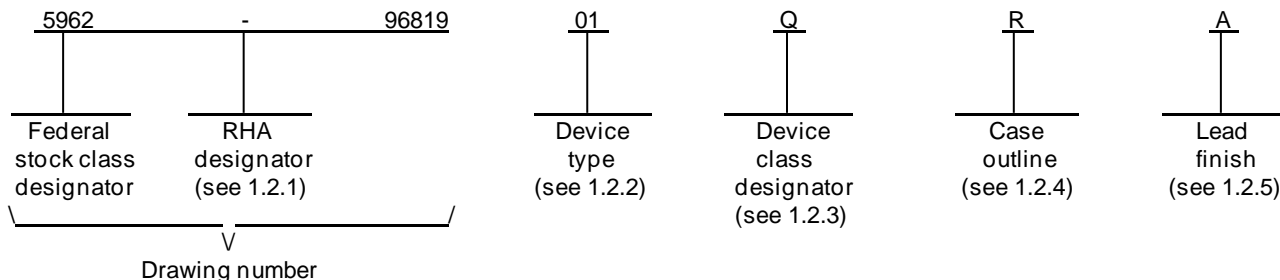 5962 - 96819 01 Q R A
Federal stock class designator
RHA designator (see 1.2.1)
Device type (see 1.2.2)
Device class designator (see 1.2.3)
Case outline (see 1.2.4)
Lead finish (see 1.2.5)
\ /
\/
Drawing number